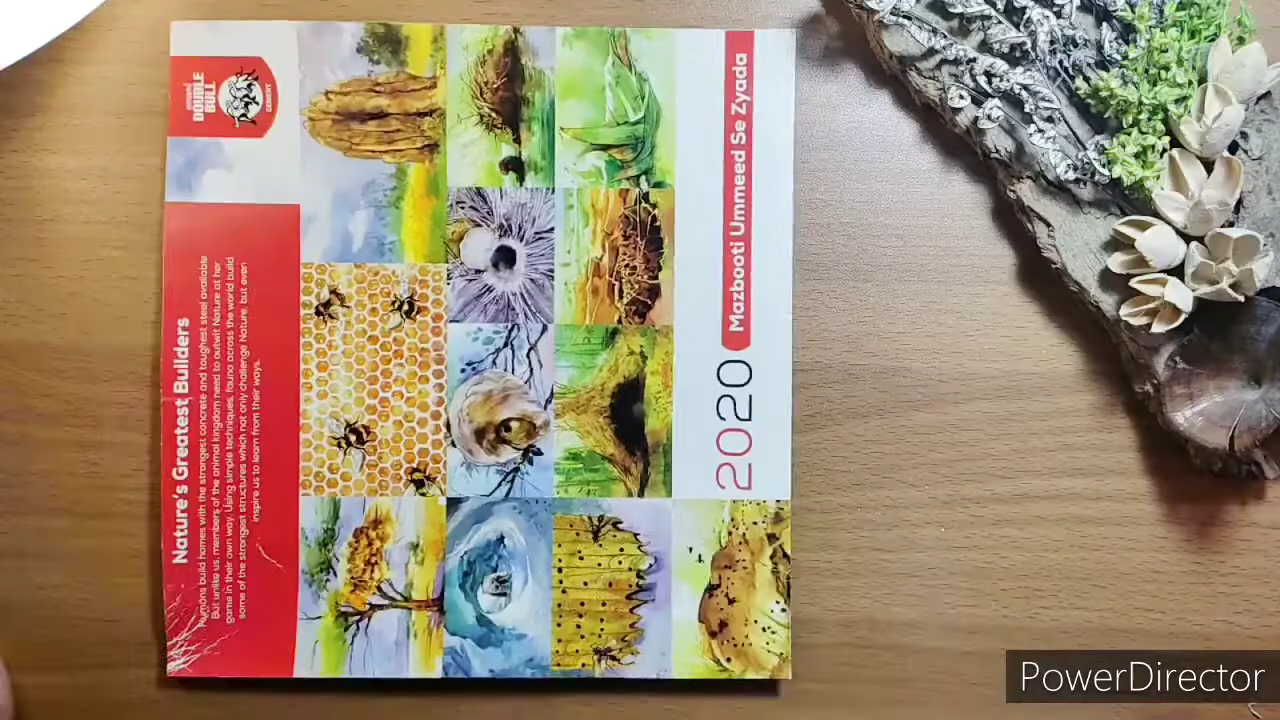 DOUBLE
BULL
CEMENT
Nature's Greatest Builders
Humans build homes with the strongest concrete and toughest steel available
But unlike us, members of the animal kingdom need to outwit Nature at her
game in their own way. Using simple techniques, fauna across the world build
some of the strongest structures which not only challenge Nature, but even
inspire us to learn from their ways.
2020 Mazbooti Ummeed Se Zyada
PowerDirector